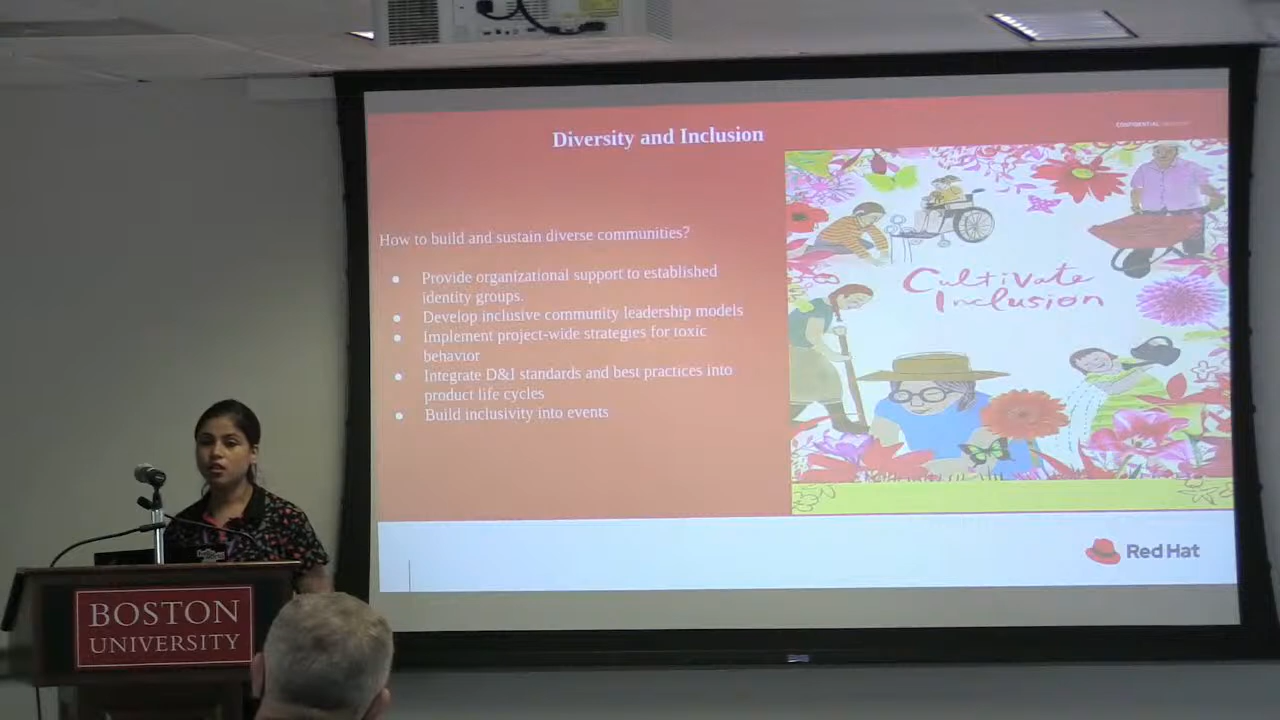 CONFIDENTIAL
Diversity and Inclusion
How to build and sustain diverse communities?
● Provide organizational support to established
identity groups.
● Develop inclusive community leadership models
● Implement project-wide strategies for toxic
behavior
● Integrate D&I standards and best practices into
product life cycles
● Build inclusivity into events
Cultivate
Inclusion
Red Hat
BOSTON
UNIVERSITY